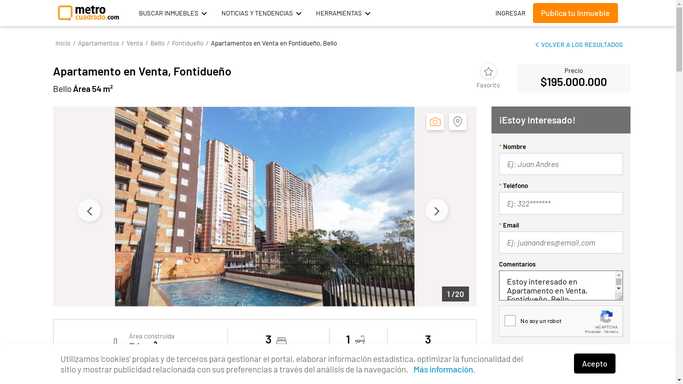 metro
cuadrado.com
BUSCAR INMUEBLES
NOTICIAS Y TENDENCIAS
HERRAMIENTAS
INGRESAR
Publica tu Inmueble
Inicio / Apartamentos / Venta / Bello / Fontidueño / Apartamentos en Venta en Fontidueño, Bello
VOLVER A LOS RESULTADOS
Apartamento en Venta, Fontidueño
Bello Área 54 m²
Favorito
Precio
$195.000.000
¡Estoy Interesado!
* Nombre
Ej: Juan Andres
* Teléfono
Ej: 322*******
* Email
Ej: juanandres@email.com
Comentarios
Estoy interesado en
Apartamento en Venta,
Fontidueño, Bello
No soy un robot
reCAPTCHA
Privacidad - Términos
1 / 20
Área construida
3
1
3
Utilizamos 'cookies' propias y de terceros para gestionar el portal, elaborar información estadística, optimizar la funcionalidad del
sitio y mostrar publicidad relacionada con sus preferencias a través del análisis de la navegación. Más información.
Acepto